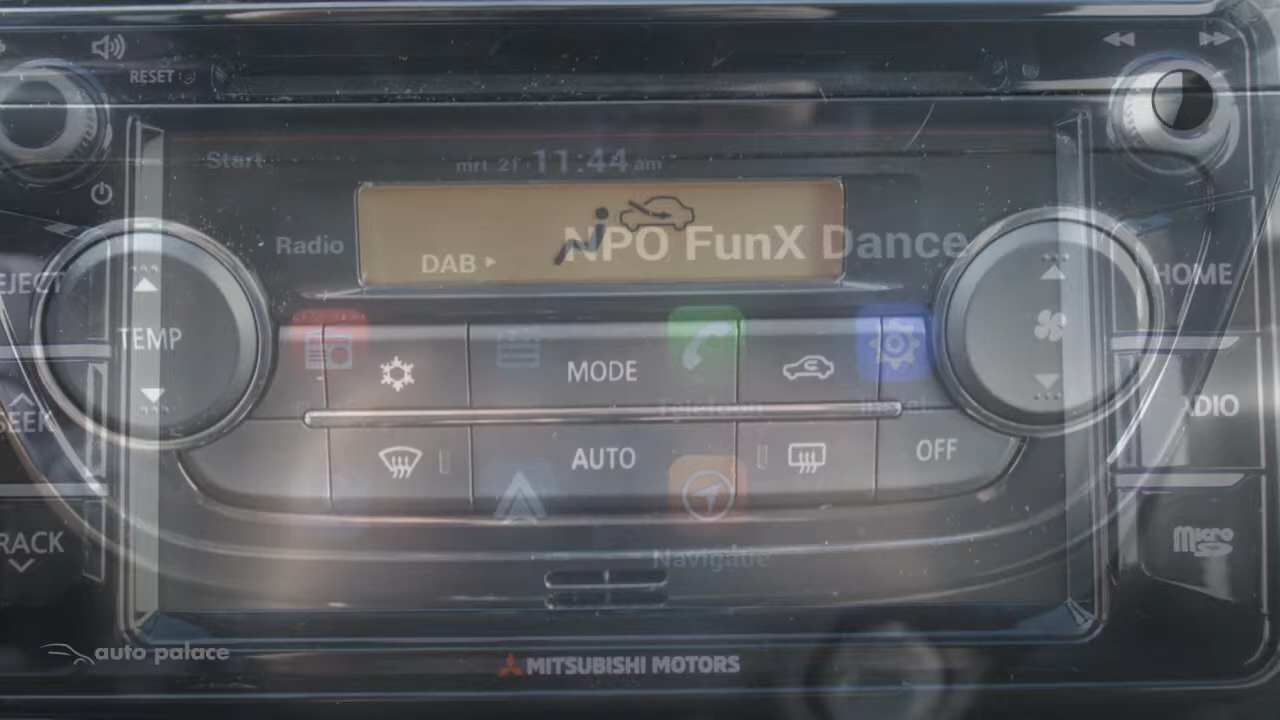 RESET
Start
mrt 21 11:44 am
Radio
DAB
NPO FunX Dance
EJECT
HOME
TEMP
MODE
SEEK
ADIO
AUTO
OFF
RACK
micro
Navigatie
auto palace
MITSUBISHI MOTORS